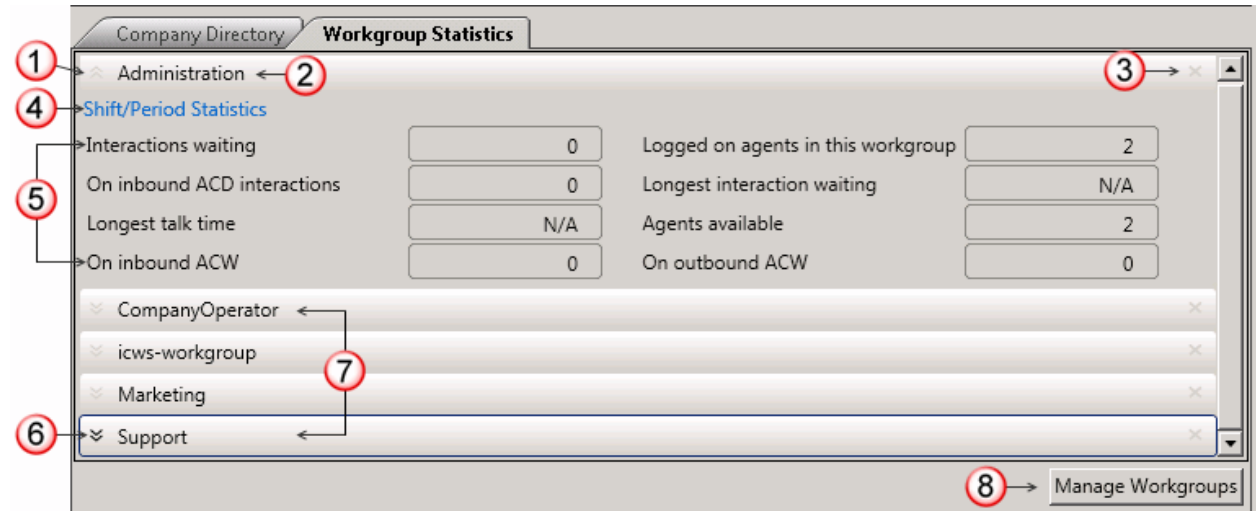 Company Directory Workgroup Statistics
1 Administration 2 3
4 Shift/Period Statistics
Interactions waiting 0 Logged on agents in this workgroup 2
5 On inbound ACD interactions 0 Longest interaction waiting N/A
Longest talk time N/A Agents available 2
On inbound ACW 0 On outbound ACW 0
CompanyOperator
icws-workgroup
7
Marketing
6 Support
8 Manage Workgroups